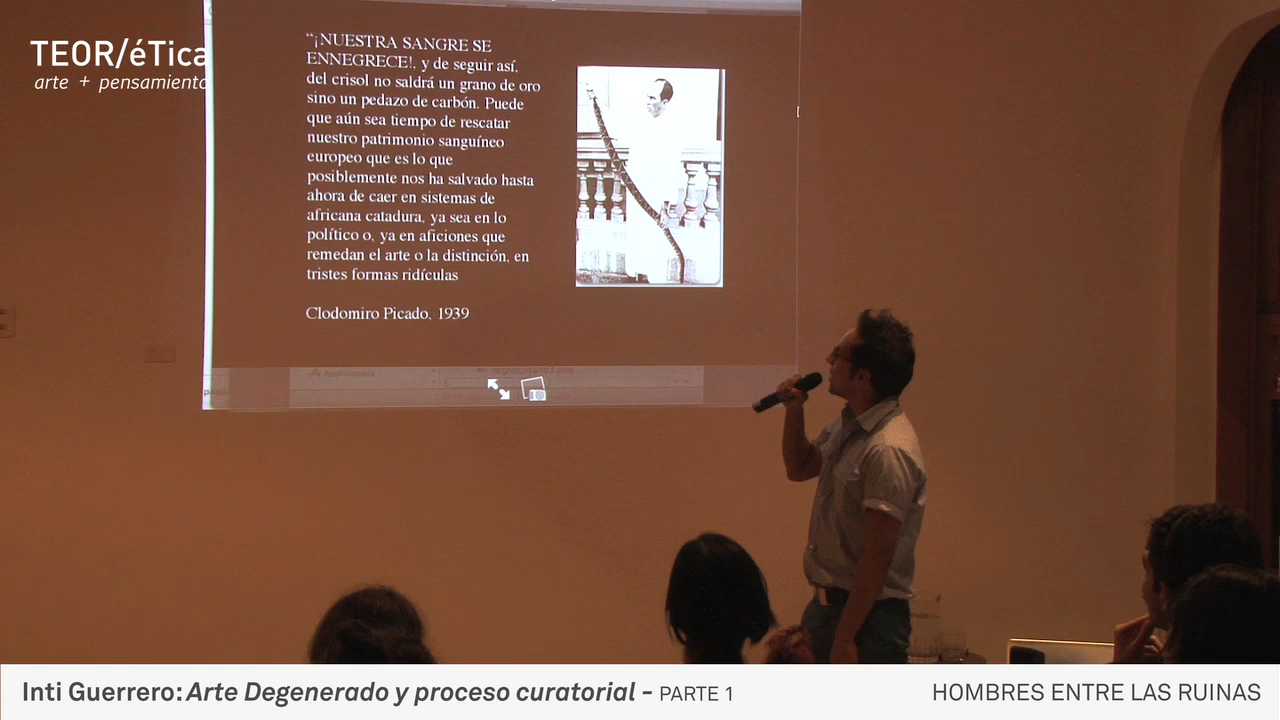 TEOR/éTica
arte + pensamiento
“¡NUESTRA SANGRE SE
ENNEGRECE!, y de seguir así,
del crisol no saldrá un grano de oro
sino un pedazo de carbón. Puede
que aún sea tiempo de rescatar
nuestro patrimonio sanguíneo
europeo que es lo que
posiblemente nos ha salvado hasta
ahora de caer en sistemas de
africana catadura, ya sea en lo
político o, ya en aficiones que
remedan el arte o la distinción, en
tristes formas ridículas
Clodomiro Picado, 1939
Applications
Inti Guerrero: Arte Degenerado y proceso curatorial - PARTE 1
HOMBRES ENTRE LAS RUINAS